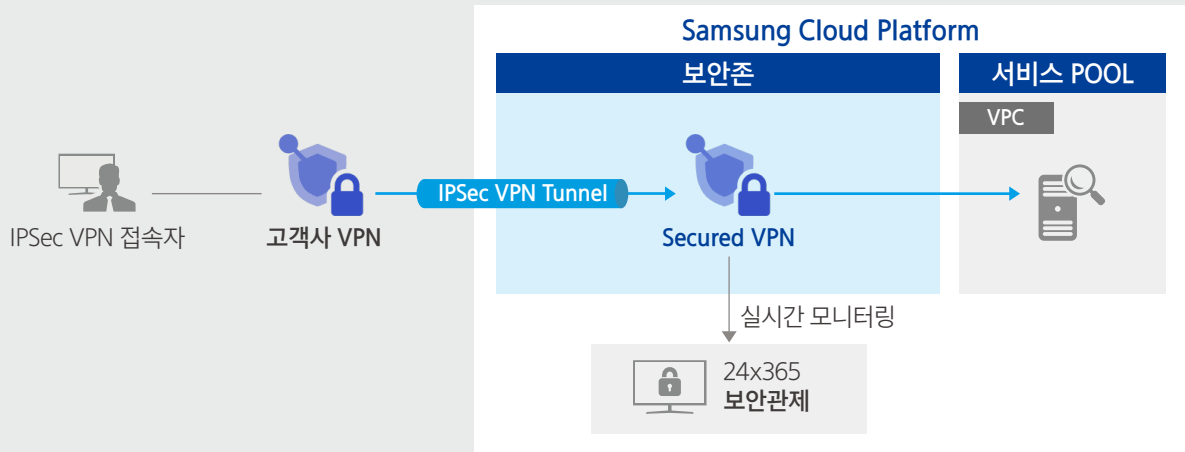 Samsung Cloud Platform
보안존
서비스 POOL
VPC
IPSec VPN Tunnel
IPSec VPN 접속자
고객사 VPN
Secured VPN
실시간 모니터링
24x365
보안관제